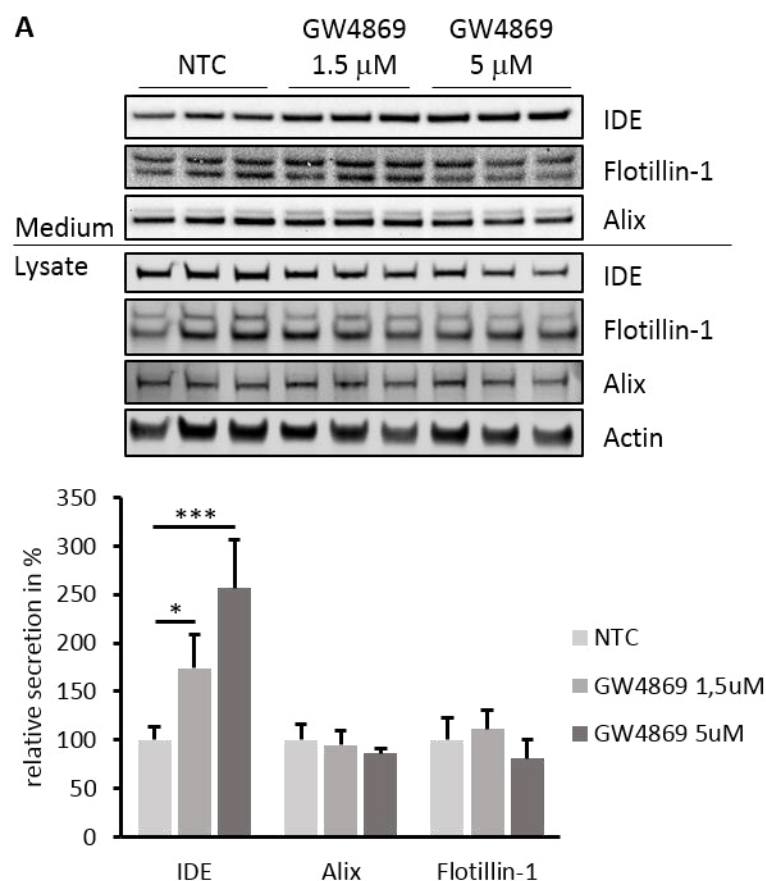 A
NTC
GW4869
1.5 μM
GW4869
5 μM
IDE
Flotillin-1
Alix
Medium
Lysate
IDE
Flotillin-1
Alix
Actin
relative secretion in %
350
300
250
200
150
100
50
0
***
*
IDE
Alix
Flotillin-1
NTC
GW4869 1,5uM
GW4869 5uM